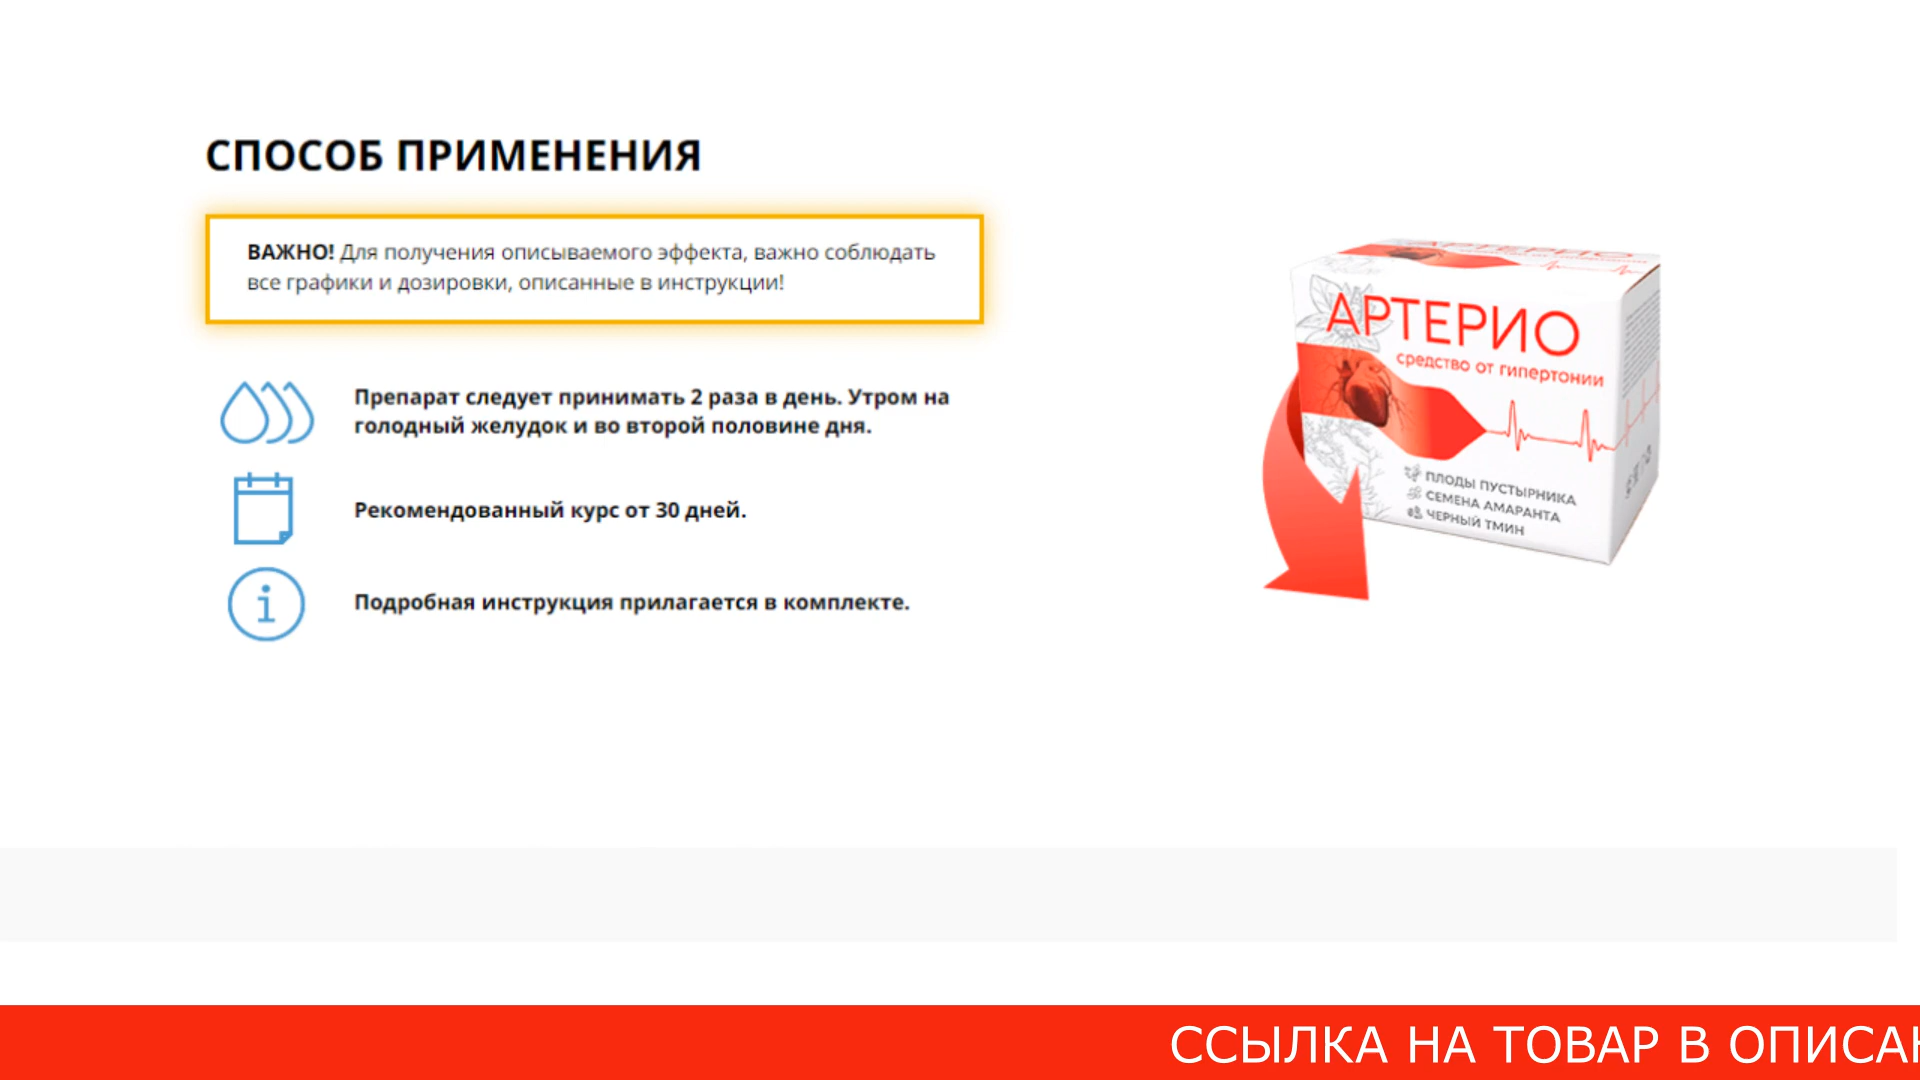 СПОСОБ ПРИМЕНЕНИЯ
ВАЖНО! Для получения описываемого эффекта, важно соблюдать
все графики и дозировки, описанные в инструкции!
Препарат следует принимать 2 раза в день. Утром на
голодный желудок и во второй половине дня.
Рекомендованный курс от 30 дней.
Подробная инструкция прилагается в комплекте.
АРТЕРИО
АРТЕРИО
средство от гипертонии
ПЛОДЫ ПУСТЫРНИКА
СЕМЕНА АМАРАНТА
ЧЕРНЫЙ ТМИН
ССЫЛКА НА ТОВАР В ОПИСАН